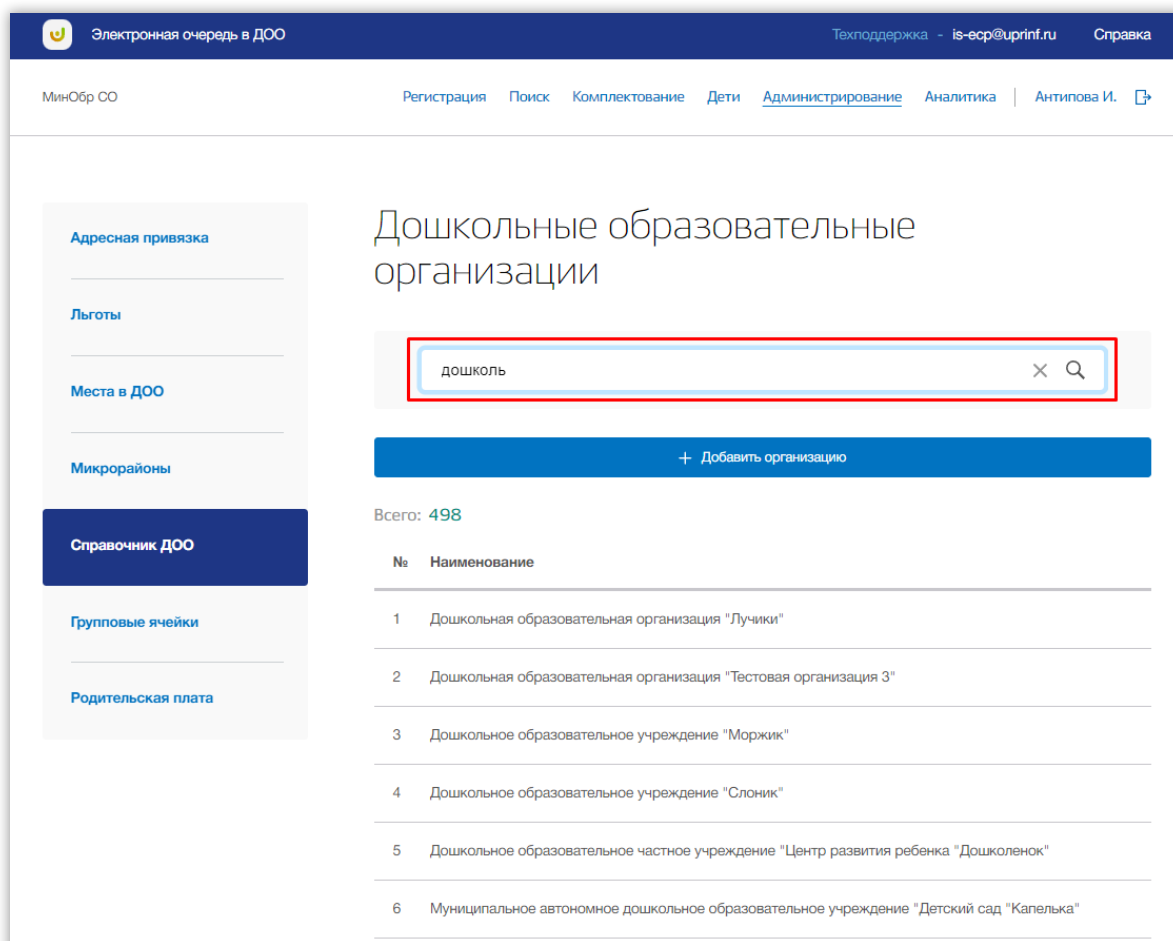 Электронная очередь в ДОО
Техподдержка - is-ecp@uprinf.ru Справка
МинОбр СО
Регистрация Поиск Комплектование Дети Администрирование Аналитика Антипова И.
Адресная привязка
Льготы
Места в ДОО
Микрорайоны
Справочник ДОО
Групповые ячейки
Родительская плата
Дошкольные образовательные
организации
дошколь
+ Добавить организацию
Всего: 498
№ Наименование
1 Дошкольная образовательная организация "Лучики"
2 Дошкольная образовательная организация "Тестовая организация 3"
3 Дошкольное образовательное учреждение "Моржик"
4 Дошкольное образовательное учреждение "Слоник"
5 Дошкольное образовательное частное учреждение "Центр развития ребенка "Дошколенок"
6 Муниципальное автономное дошкольное образовательное учреждение "Детский сад "Капелька"